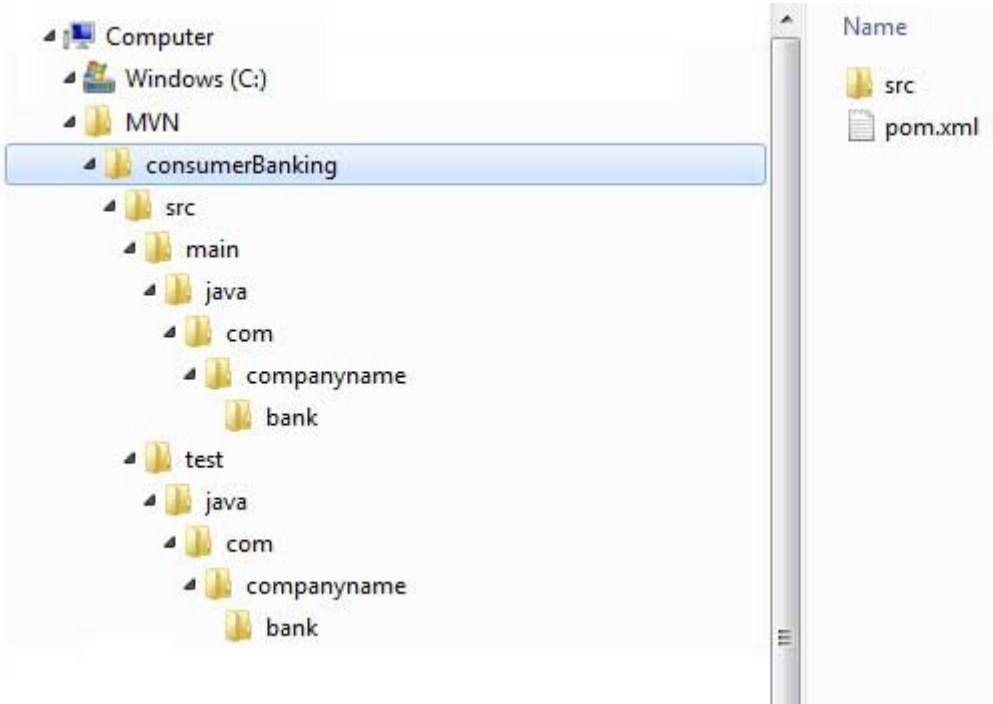 Computer
Windows (C:)
MVN
consumerBanking
src
main
java
com
companyname
bank
test
java
com
companyname
bank
Name
src
pom.xml